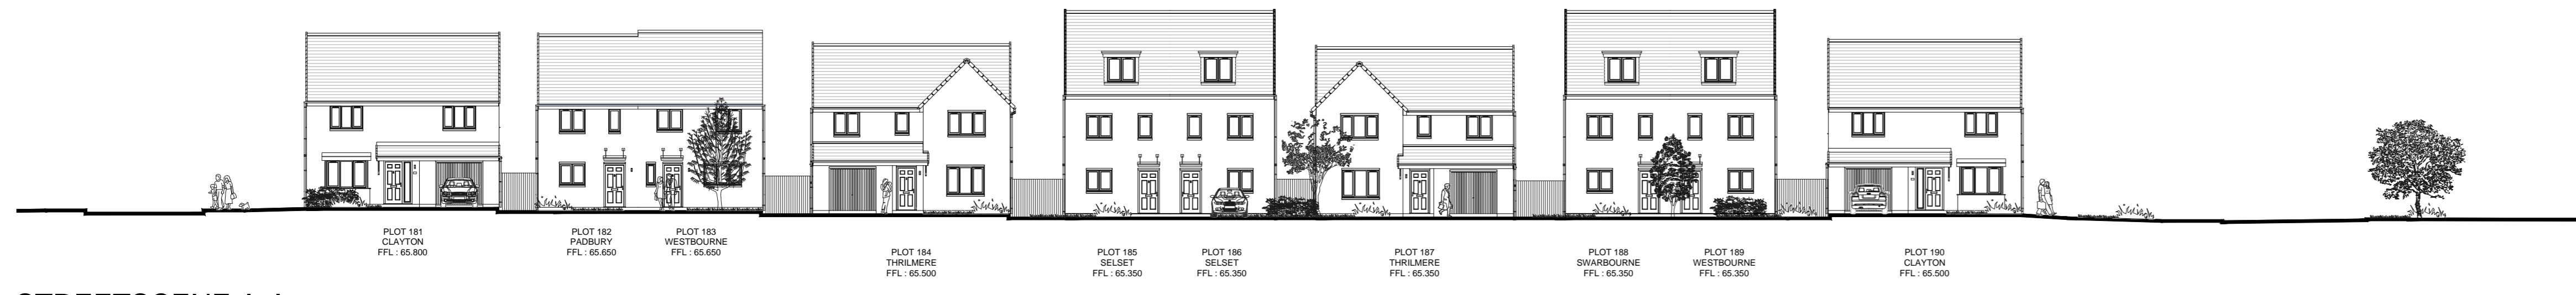 PLOT 181
CLAYTON
FFL : 65.800
PLOT 182
PADBURY
FFL : 65.650
PLOT 183
WESTBOURNE
FFL : 65.650
PLOT 184
THRILMERE
FFL : 65.500
PLOT 185
SELSET
FFL : 65.350
PLOT 186
SELSET
FFL : 65.350
PLOT 187
THRILMERE
FFL : 65.350
PLOT 188
SWARBOURNE
FFL : 65.350
PLOT 189
WESTBOURNE
FFL : 65.350
PLOT 190
CLAYTON
FFL : 65.500